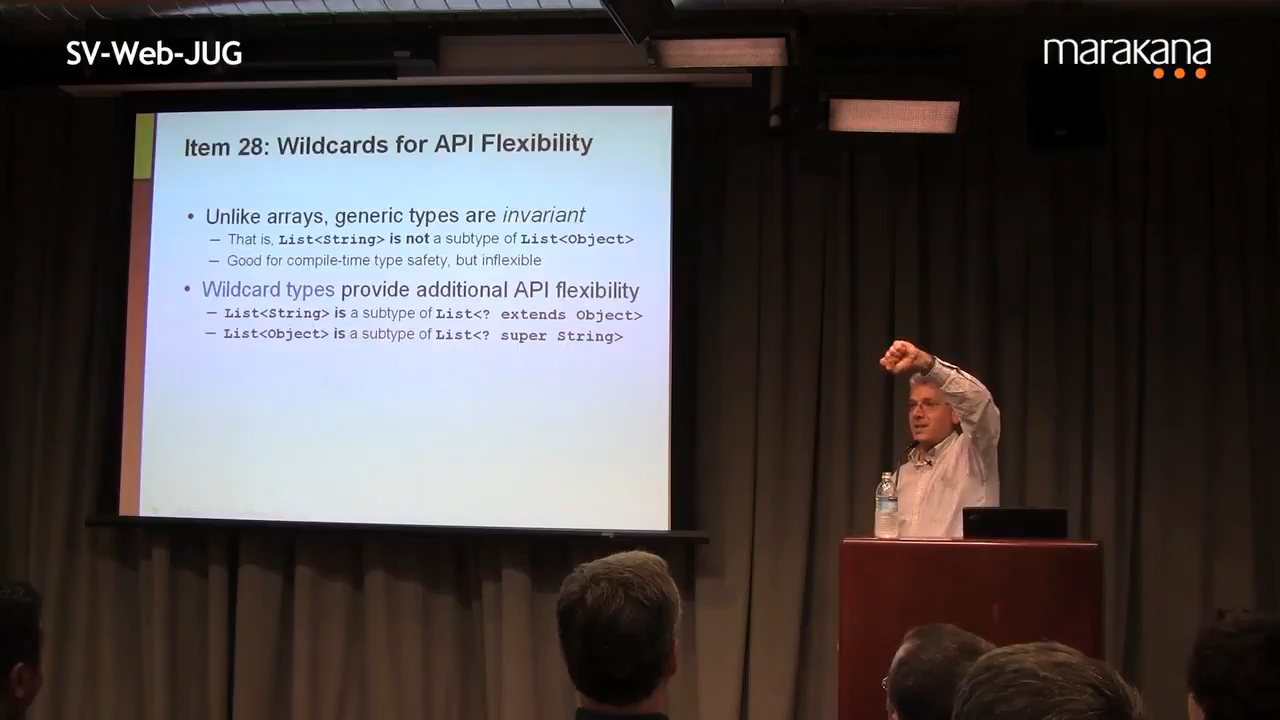 SV-Web-JUG
marakana
Item 28: Wildcards for API Flexibility
• Unlike arrays, generic types are invariant
– That is, List<String> is not a subtype of List<Object>
– Good for compile-time type safety, but inflexible
• Wildcard types provide additional API flexibility
– List<String> is a subtype of List<? extends Object>
– List<Object> is a subtype of List<? super String>